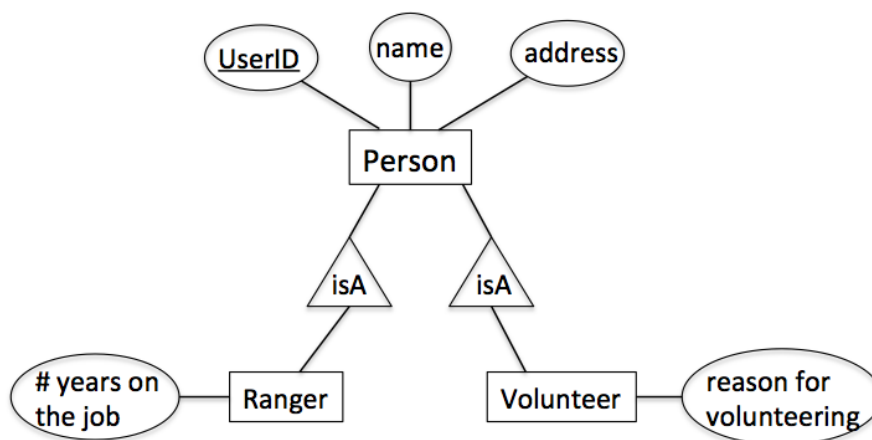 UserID
name
address
Person
isA
isA
# years on
the job
Ranger
Volunteer
reason for
volunteering